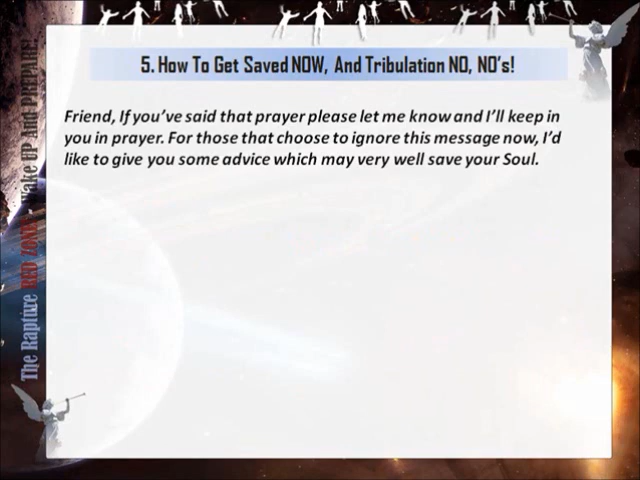 5. How To Get Saved NOW, And Tribulation NO, NO's!
Friend, If you've said that prayer please let me know and I'll keep in
you in prayer. For those that choose to ignore this message now, I'd
like to give you some advice which may very well save your Soul.
The Rapture RED ZONE - Wake UP And PREPARE!